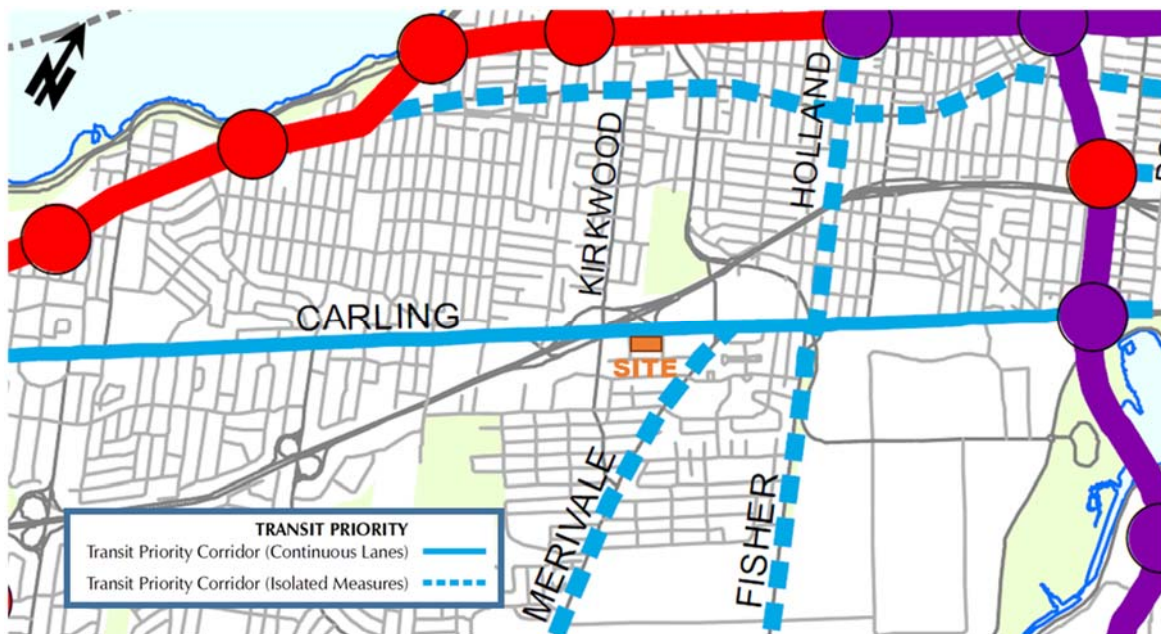 N
HOLLAND
KIRKWOOD
CARLING
SITE
MERIVALE
FISHER
TRANSIT PRIORITY
Transit Priority Corridor (Continuous Lanes)
Transit Priority Corridor (Isolated Measures)